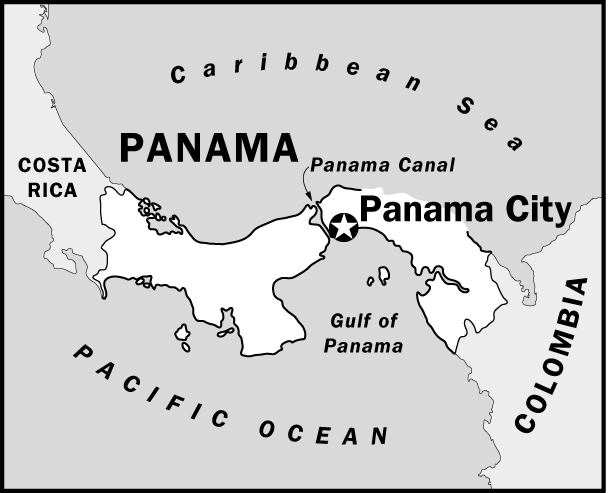 Caribbean Sea
PANAMA
Panama Canal
COSTA
RICA
Panama City
Gulf of
Panama
COLOMBIA
PACIFIC OCEAN